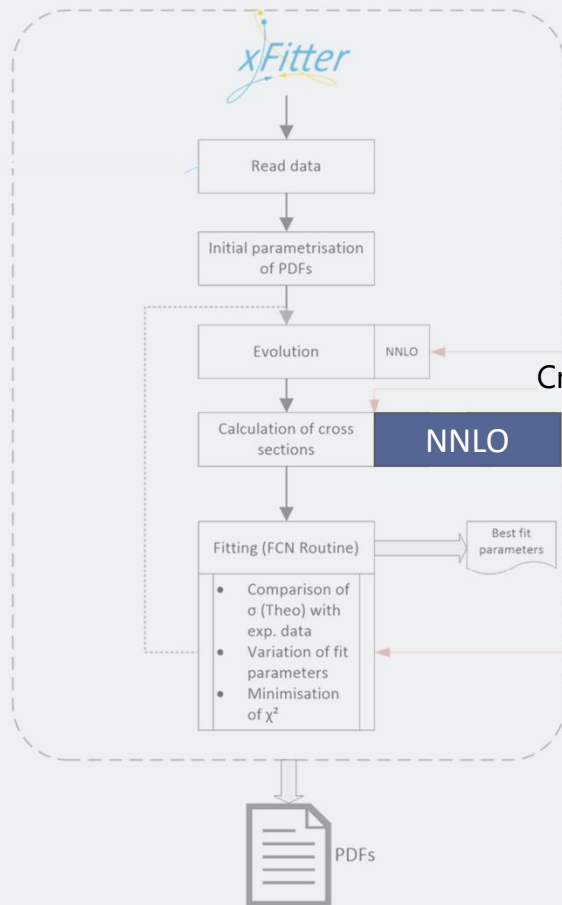 xFitter
Read data
Initial parametrisation
of PDFs
Evolution
NNLO
Cr
Calculation of cross
sections
NNLO
Fitting (FCN Routine)
Best fit
parameters
• Comparison of
σ (Theo) with
exp. data
• Variation of fit
parameters
• Minimisation
of χ²
PDFs